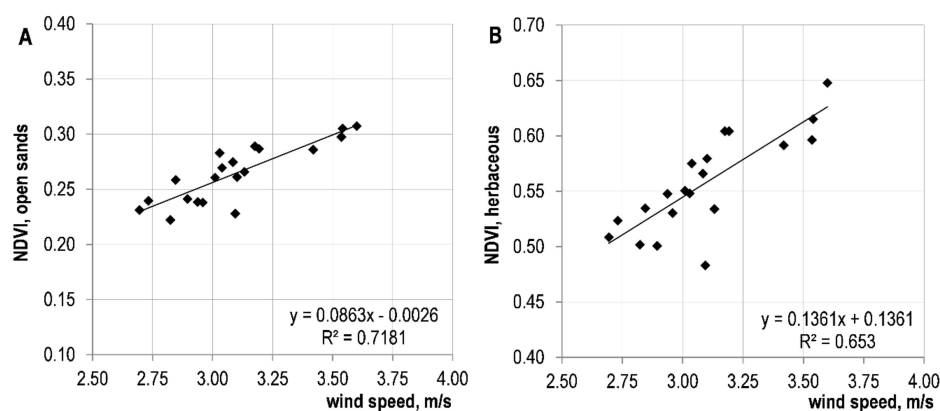 A
NDVI, open sands
0.40
0.35
0.30
0.25
0.20
0.15
0.10
y = 0.0863x - 0.0026
R² = 0.7181
2.50 2.75 3.00 3.25 3.50 3.75 4.00
wind speed, m/s
B
NDVI, herbaceous
0.70
0.65
0.60
0.55
0.50
0.45
0.40
y = 0.1361x + 0.1361
R² = 0.653
2.50 2.75 3.00 3.25 3.50 3.75 4.00
wind speed, m/s